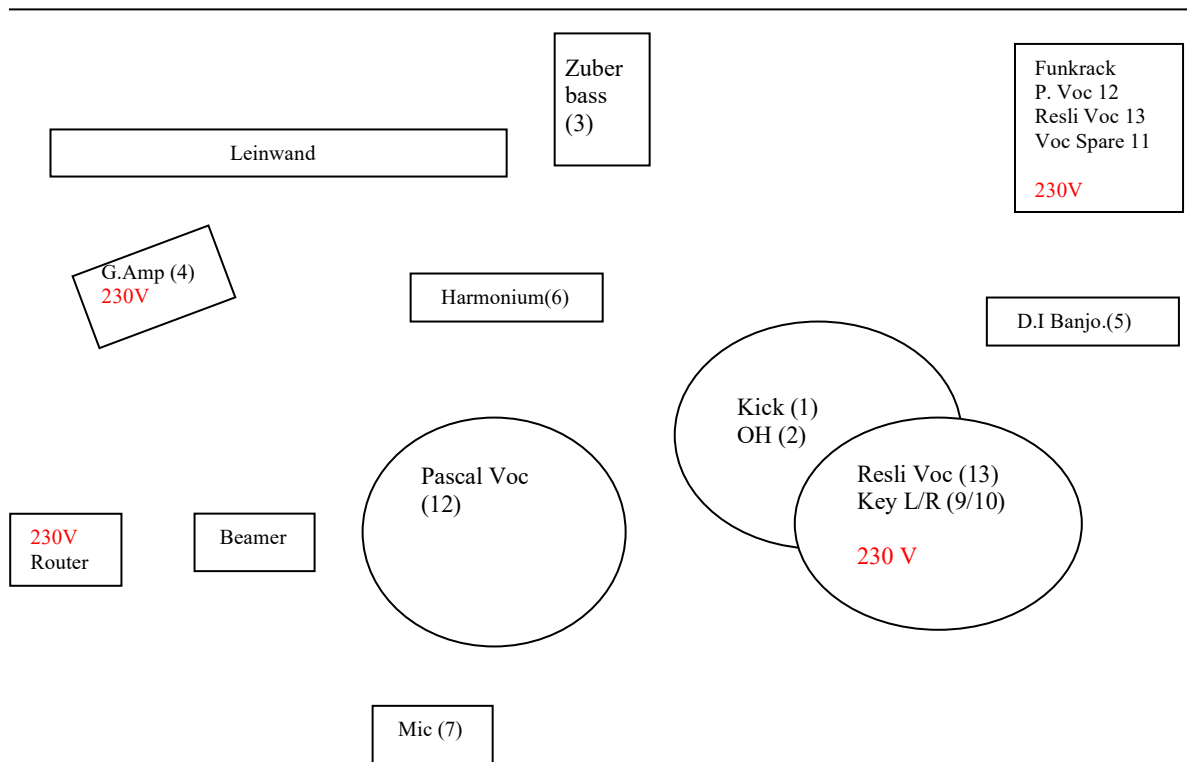 Zuber
bass
(3)
Funkrack
P. Voc 12
Resli Voc 13
Voc Spare 11
230V
Leinwand
G.Amp (4)
230V
Harmonium(6)
D.I Banjo.(5)
Kick (1)
OH (2)
Pascal Voc
(12)
Resli Voc (13)
Key L/R (9/10)
230 V
230V
Router
Beamer
Mic (7)